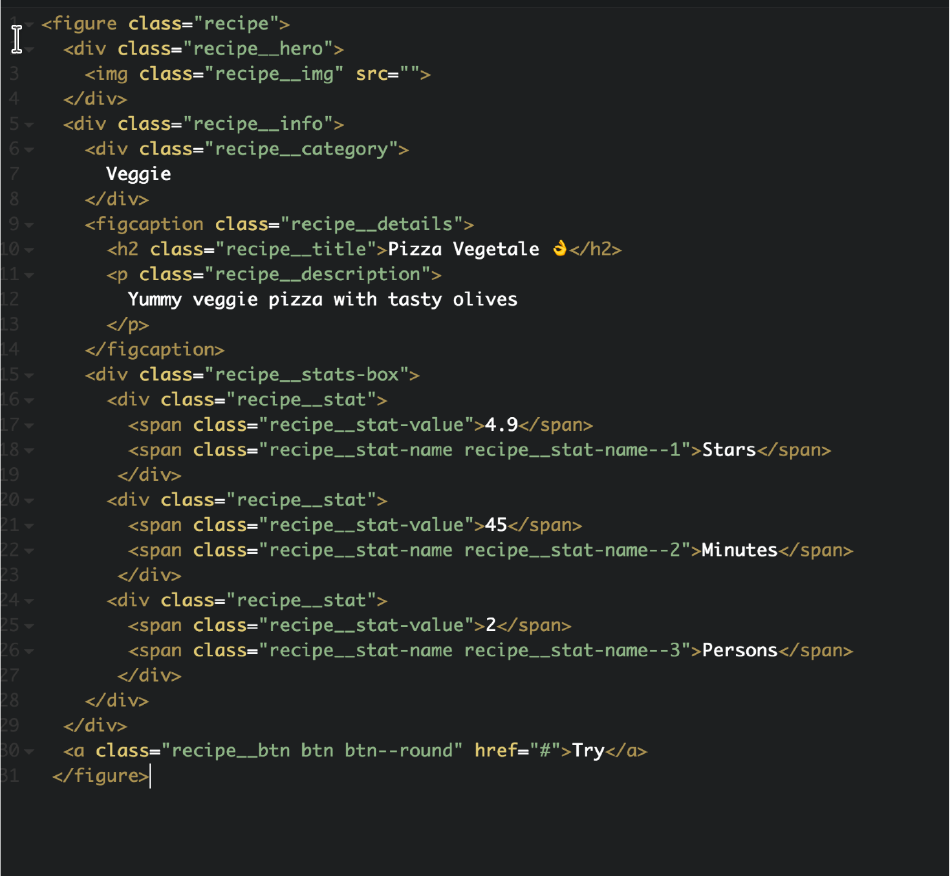 1 <figure class="recipe">
2   <div class="recipe__hero">
3     <img class="recipe__img" src="">
4   </div>
5   <div class="recipe__info">
6     <div class="recipe__category">
7       Veggie
8     </div>
9     <figcaption class="recipe__details">
10       <h2 class="recipe__title">Pizza Vegetale 👌</h2>
11       <p class="recipe__description">
12         Yummy veggie pizza with tasty olives
13       </p>
14     </figcaption>
15     <div class="recipe__stats-box">
16       <div class="recipe__stat">
17         <span class="recipe__stat-value">4.9</span>
18         <span class="recipe__stat-name recipe__stat-name--1">Stars</span>
19        </div>
20       <div class="recipe__stat">
21         <span class="recipe__stat-value">45</span>
22         <span class="recipe__stat-name recipe__stat-name--2">Minutes</span>
23        </div>
24       <div class="recipe__stat">
25         <span class="recipe__stat-value">2</span>
26         <span class="recipe__stat-name recipe__stat-name--3">Persons</span>
27        </div>
28     </div>
29   </div>
30   <a class="recipe__btn btn btn--round" href="#">Try</a>
31  </figure>